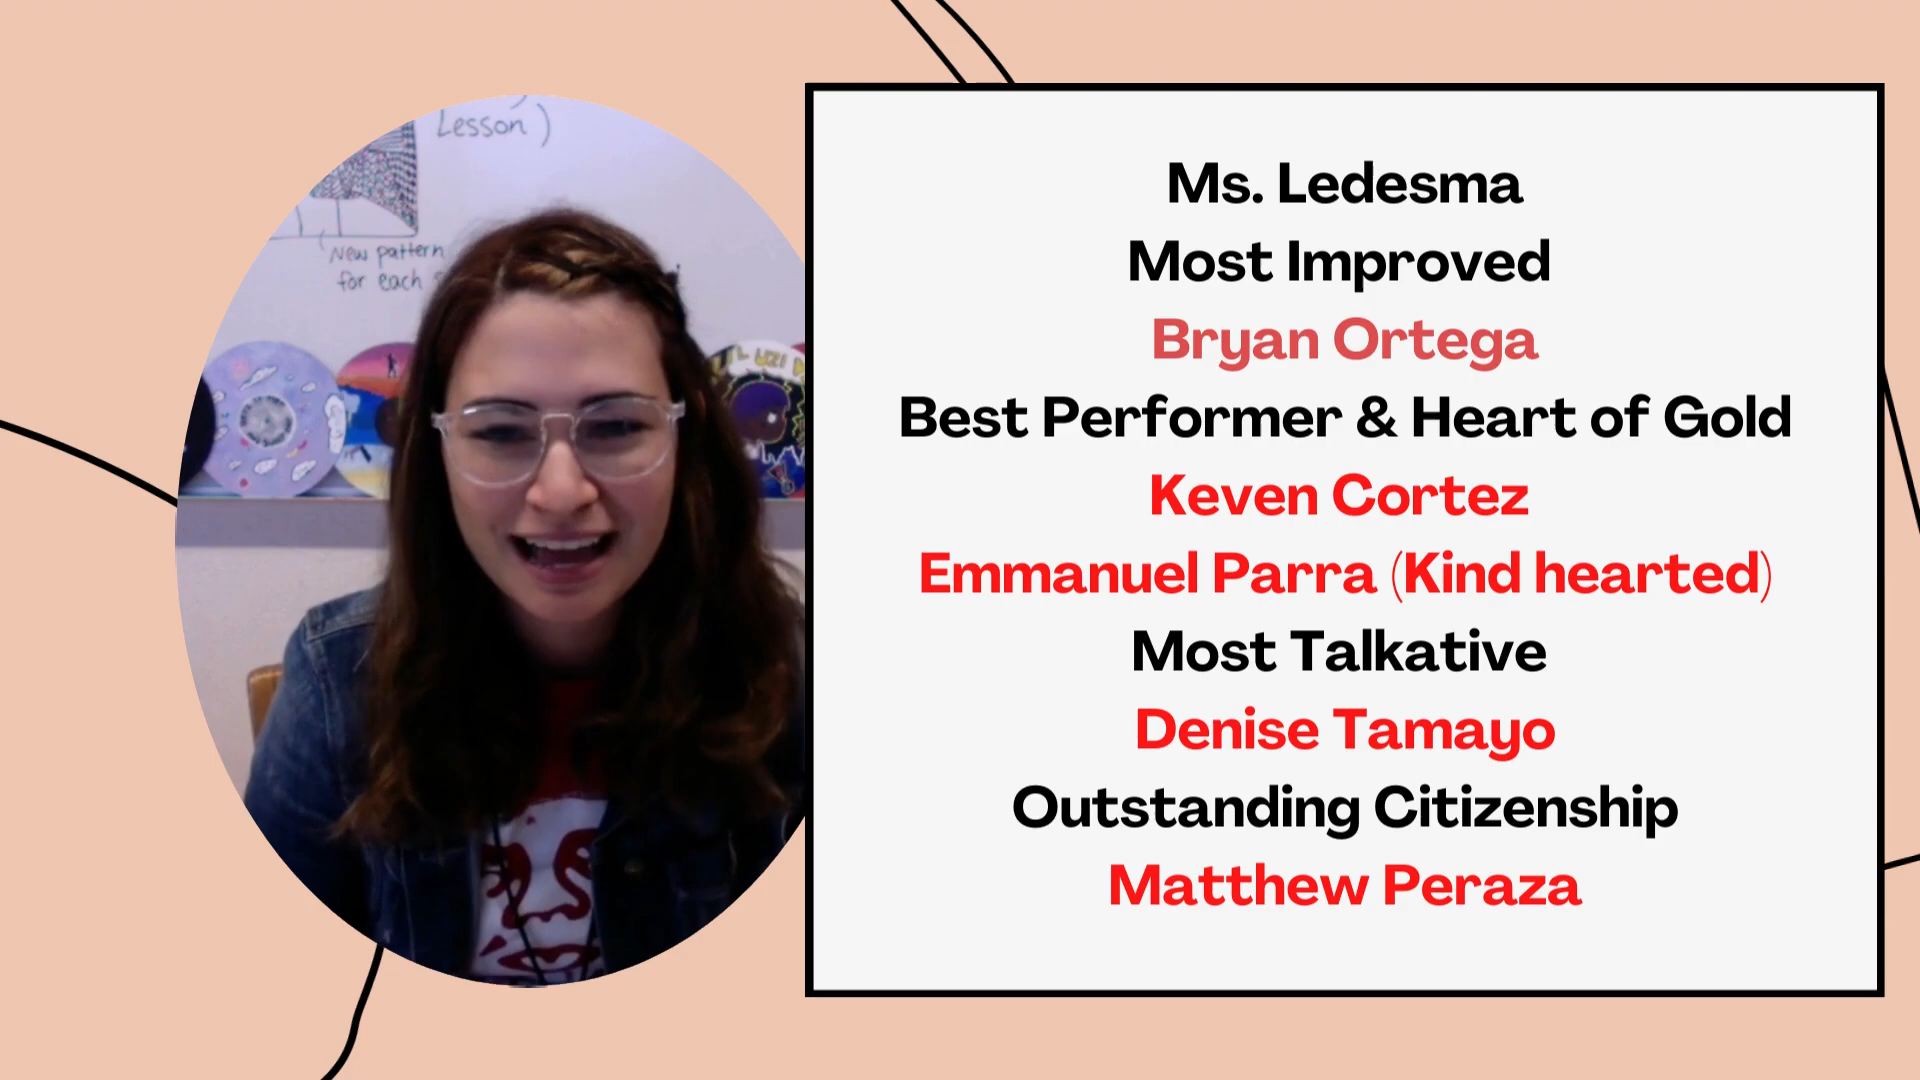 Lesson )
New pattern
for each
Ms. Ledesma
Most Improved
Bryan Ortega
Best Performer & Heart of Gold
Keven Cortez
Emmanuel Parra (Kind hearted)
Most Talkative
Denise Tamayo
Outstanding Citizenship
Matthew Peraza